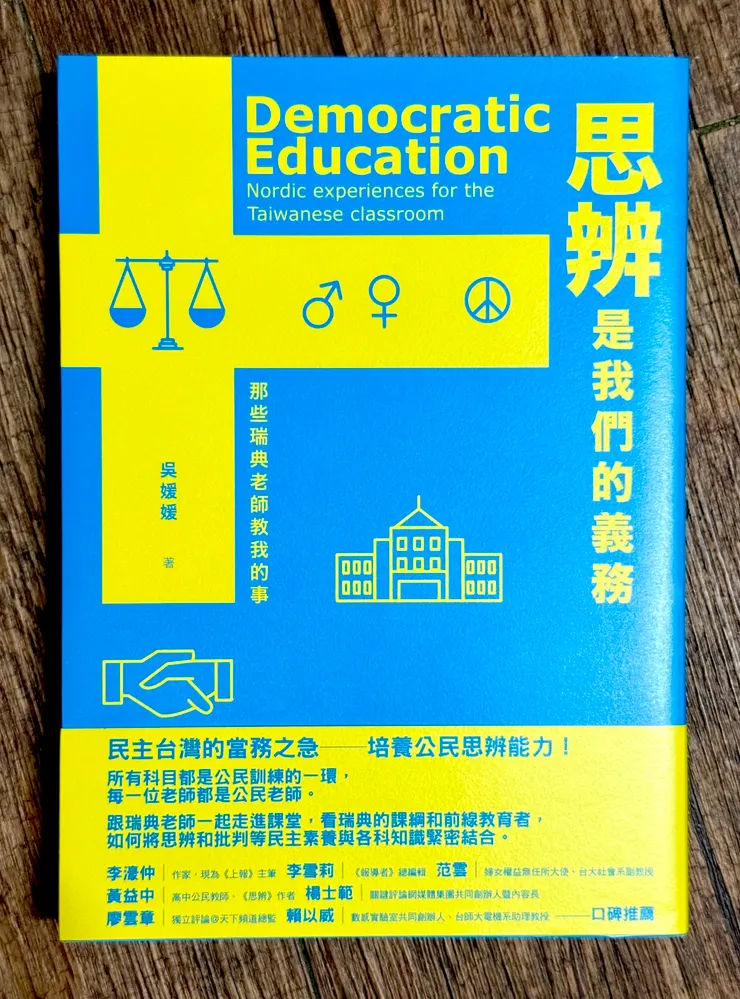 Democratic
Education
Nordic experiences for the
Taiwanese classroom
思辨是我們的義務
那些瑞典老師教我的事
吳媛媛 著
民主台灣的當務之急——培養公民思辨能力！
所有科目都是公民訓練的一環，
每一位老師都是公民老師。
跟瑞典老師一起走進課堂，看瑞典的課綱和前線教育者，
如何將思辨和批判等民主素養與各科知識緊密結合。
李濠仲｜作家，現為《上報》主筆 李雪莉｜《報導者》總編輯 范雲｜婦女權益無任所大使、台大社會系副教授
黃益中｜高中公民教師、《思辨》作者 楊士範｜關鍵評論網媒體集團共同創辦人暨內容長
廖雲章｜獨立評論@天下頻道總監 賴以威｜數感實驗室共同創辦人、台師大電機系助理教授 ——口碑推薦